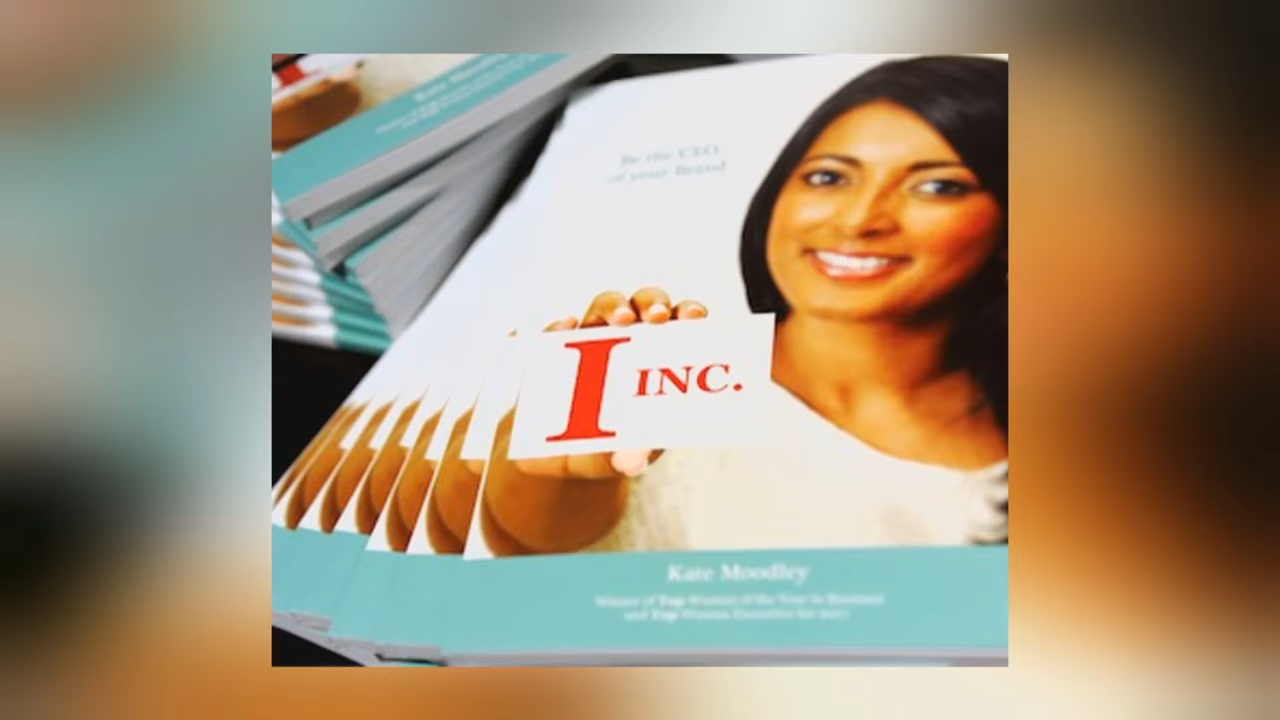 Be the CEO
of your Brand
I INC.
Kate Moodley
Winner of Top Woman of the Year in Business
and Top Woman Executive for
Kate